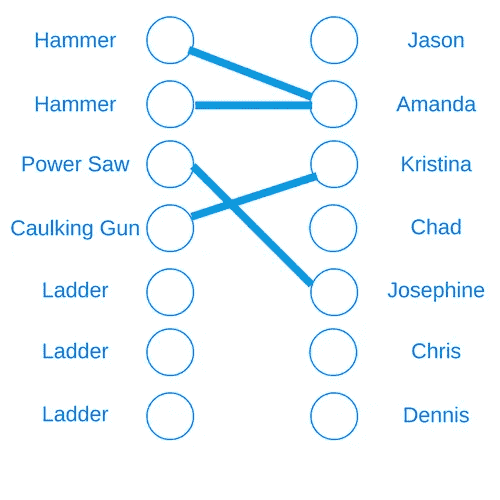 Hammer Jason
Hammer Amanda
Power Saw Kristina
Caulking Gun Chad
Ladder Josephine
Ladder Chris
Ladder Dennis